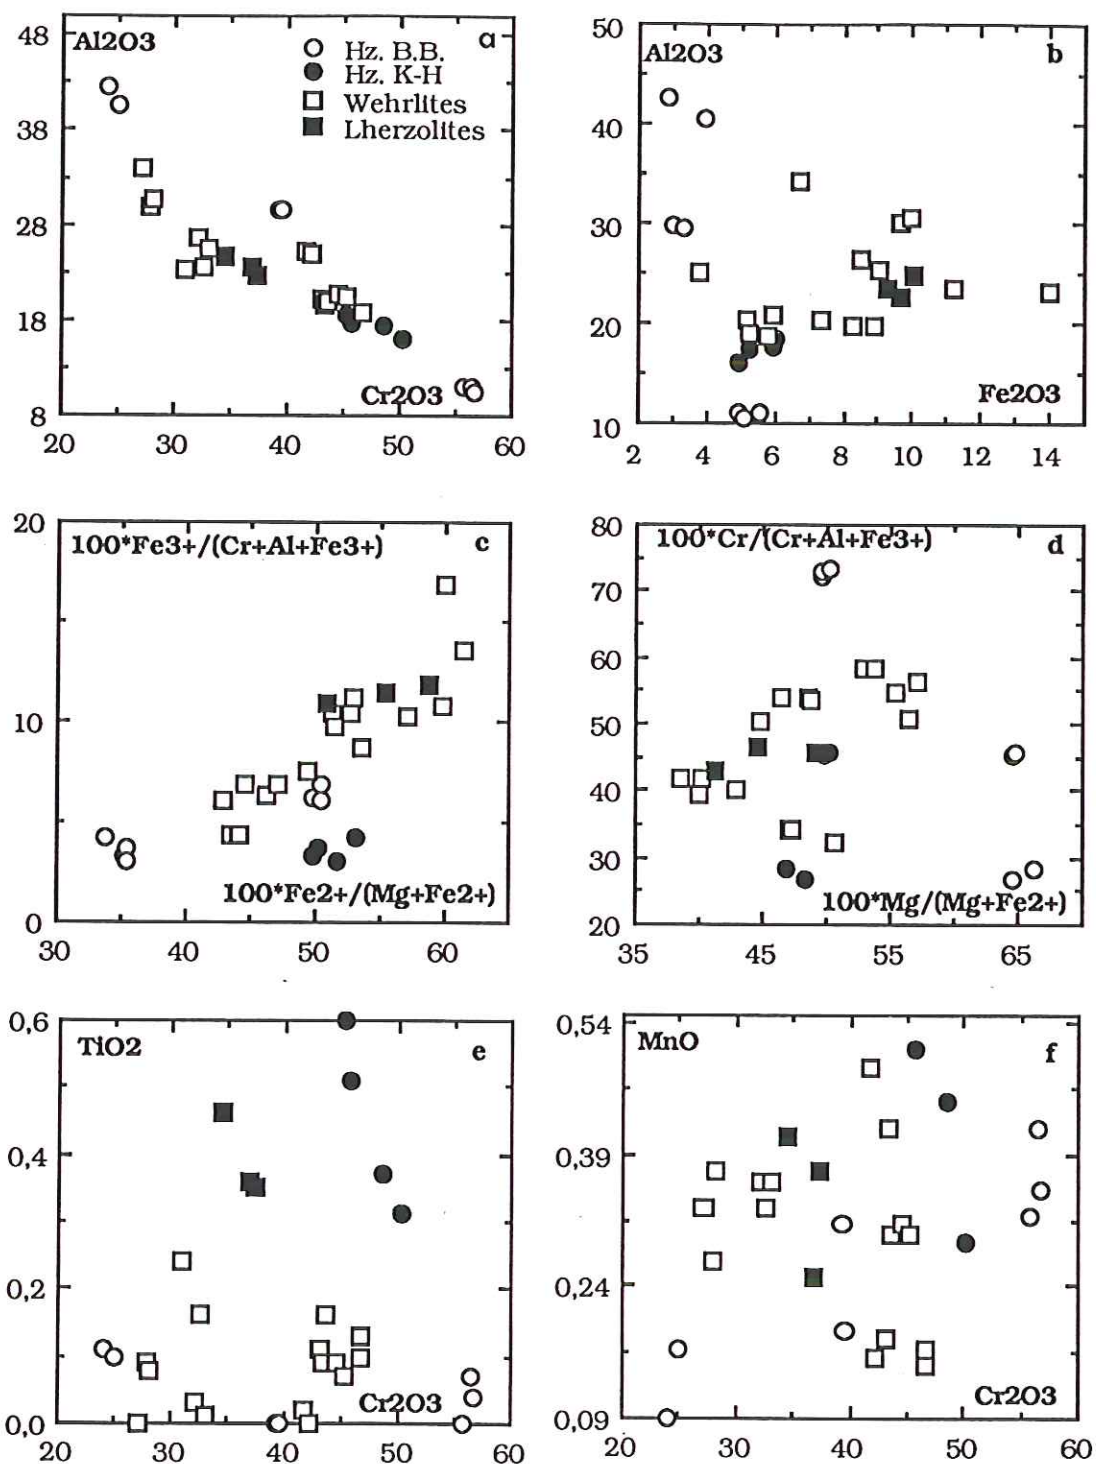 48
38
28
18
8
Al2O3
a
Hz. B.B.
Hz. K-H
Wehrlites
Lherzolites
Cr2O3
20 30 40 50 60
50
40
30
20
10
Al2O3
b
Fe2O3
2 4 6 8 10 12 14
20
10
0
100*Fe3+/(Cr+Al+Fe3+)
c
100*Fe2+/(Mg+Fe2+)
30 40 50 60
80
70
60
50
40
30
20
100*Cr/(Cr+Al+Fe3+)
d
100*Mg/(Mg+Fe2+)
35 45 55 65
0,6
0,4
0,2
0,0
TiO2
e
Cr2O3
20 30 40 50 60
0,54
0,39
0,24
0,09
MnO
f
Cr2O3
20 30 40 50 60